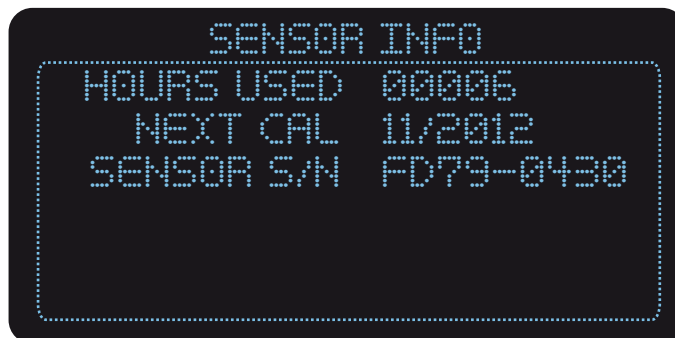 SENSOR INFO
HOURS USED 00006
NEXT CAL 11/2012
SENSOR S/N FD79-0430